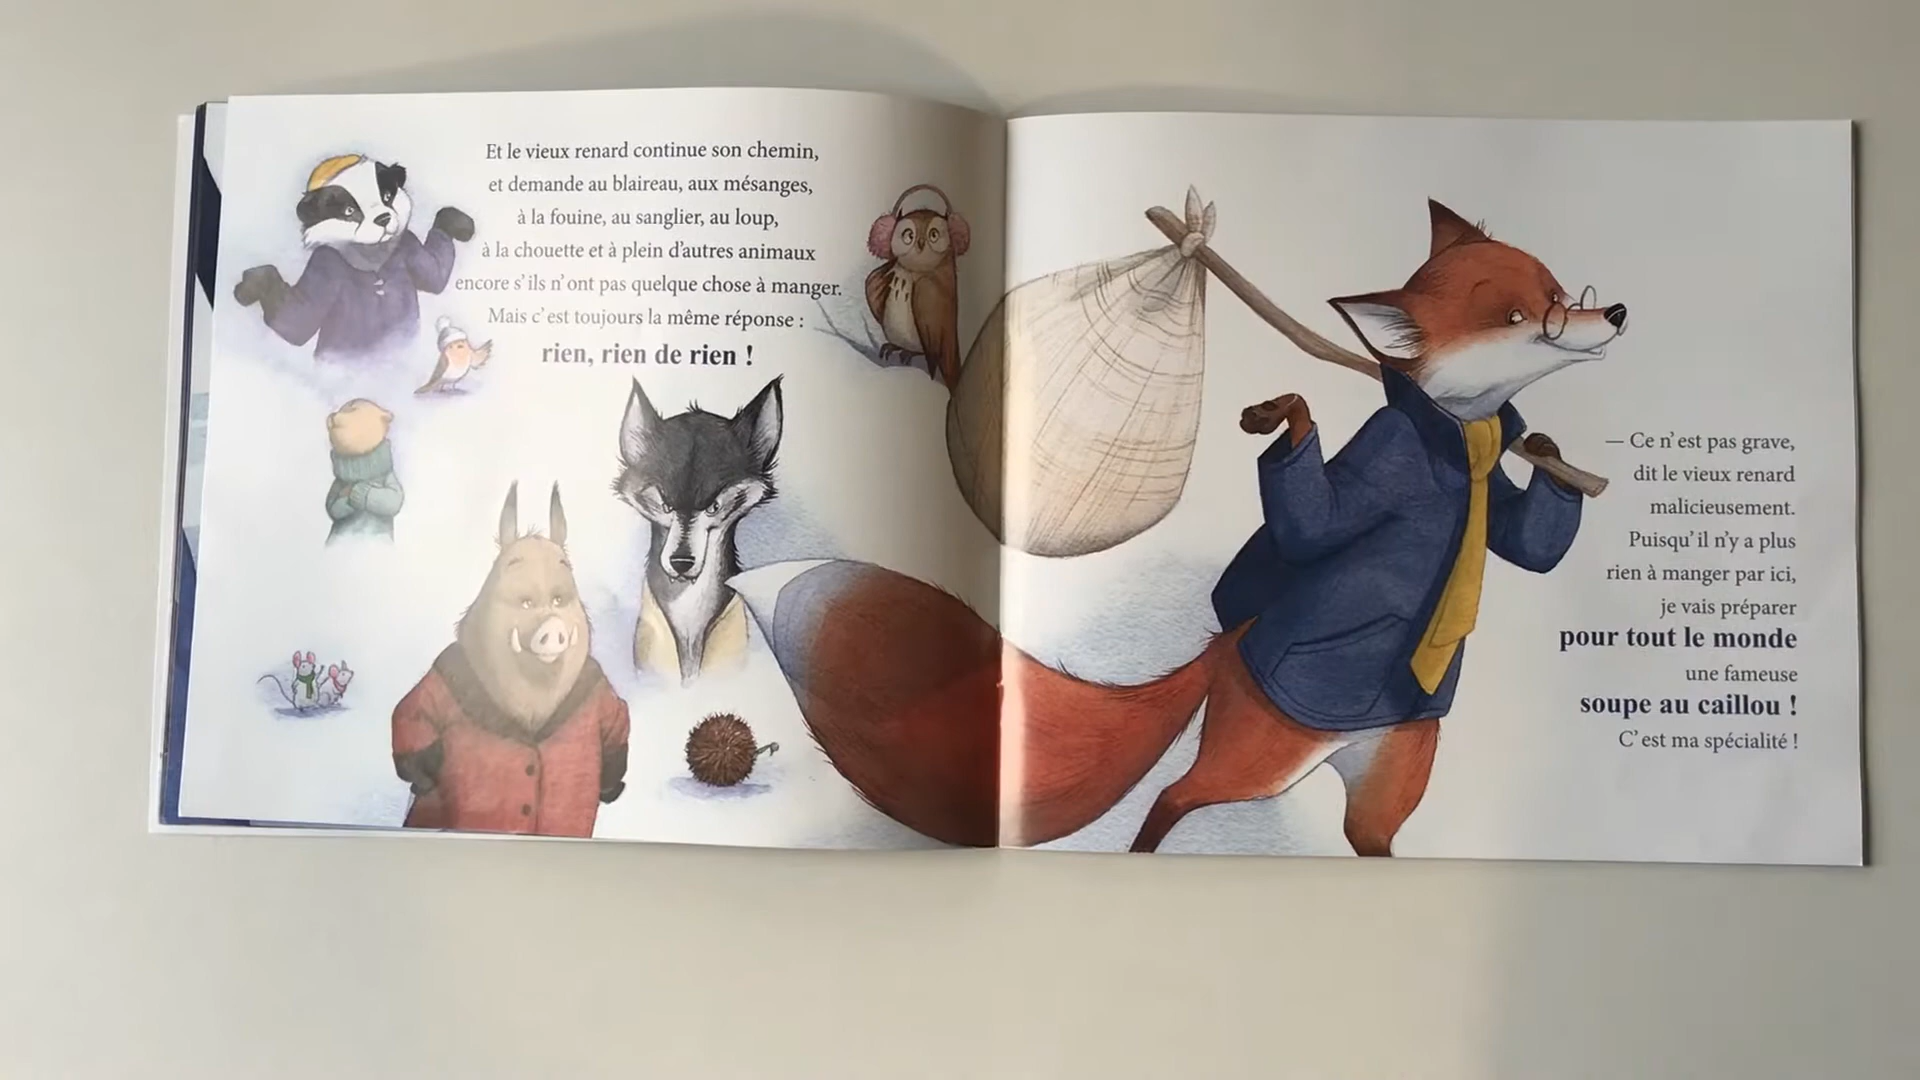 Et le vieux renard continue son chemin,
et demande au blaireau, aux mésanges,
à la fouine, au sanglier, au loup,
à la chouette et à plein d'autres animaux
encore s'ils n'ont pas quelque chose à manger.
Mais c'est toujours la même réponse :
rien, rien de rien !
— Ce n'est pas grave,
dit le vieux renard
malicieusement.
Puisqu'il n'y a plus
rien à manger par ici,
je vais préparer
pour tout le monde
une fameuse
soupe au caillou !
C'est ma spécialité !